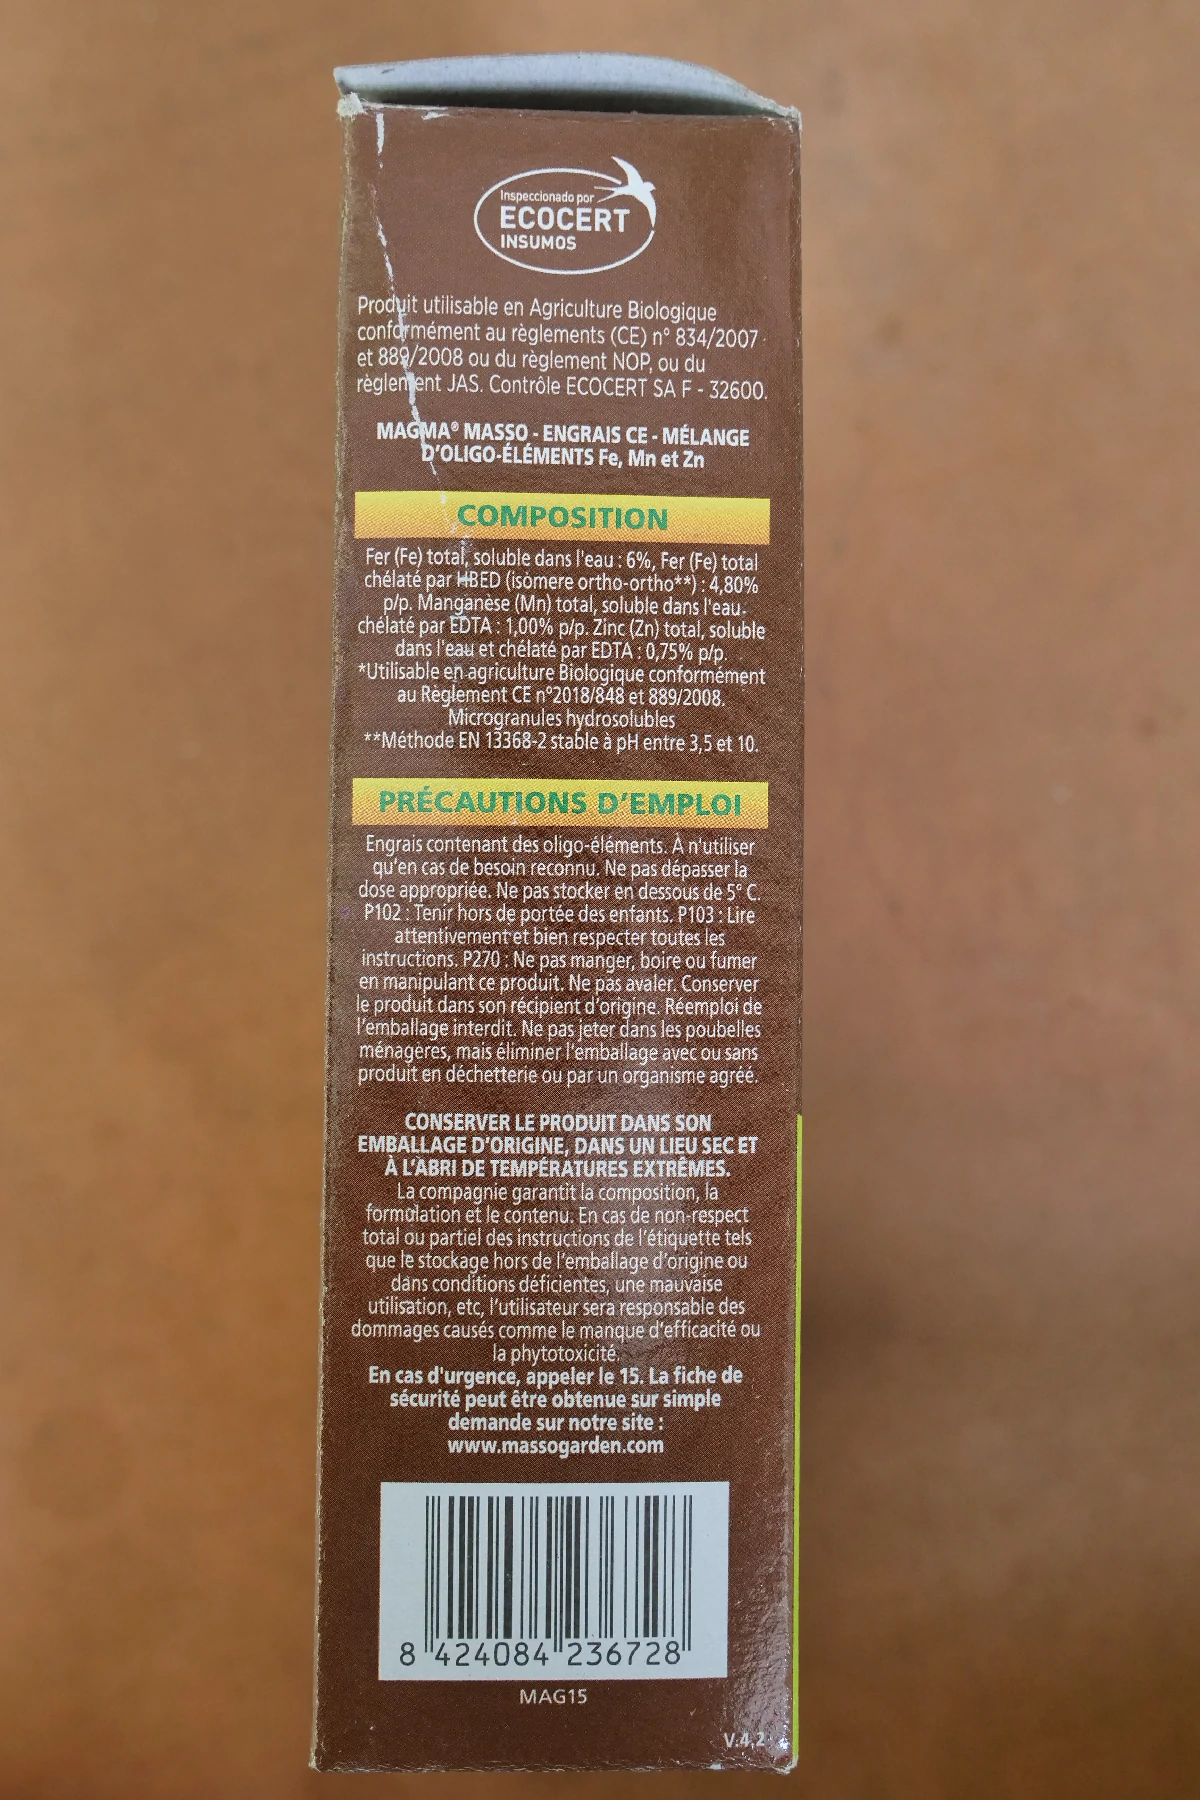 Inspeccionado por
ECOCERT
INSUMOS
Produit utilisable en Agriculture Biologique
conformément au règlements (CE) n° 834/2007
et 889/2008 ou du règlement NOP, ou du
règlement JAS. Contrôle ECOCERT SA F - 32600.
MAGMA® MASSO - ENGRAIS CE - MÉLANGE
D'OLIGO-ÉLÉMENTS Fe, Mn et Zn
COMPOSITION
Fer (Fe) total, soluble dans l'eau : 6%, Fer (Fe) total
chélaté par HBED (isòmere ortho-ortho**) : 4,80%
p/p. Manganèse (Mn) total, soluble dans l'eau.
chélaté par EDTA : 1,00% p/p. Zinc (Zn) total, soluble
dans l'eau et chélaté par EDTA : 0,75% p/p.
*Utilisable en agriculture Biologique conformément
au Règlement CE n°2018/848 et 889/2008.
Microgranules hydrosolubles
**Méthode EN 13368-2 stable à pH entre 3,5 et 10.
PRÉCAUTIONS D'EMPLOI
Engrais contenant des oligo-éléments. À n'utiliser
qu'en cas de besoin reconnu. Ne pas dépasser la
dose appropriée. Ne pas stocker en dessous de 5° C.
P102 : Tenir hors de portée des enfants. P103 : Lire
attentivement et bien respecter toutes les
instructions. P270 : Ne pas manger, boire ou fumer
en manipulant ce produit. Ne pas avaler. Conserver
le produit dans son récipient d'origine. Réemploi de
l'emballage interdit. Ne pas jeter dans les poubelles
ménagères, mais éliminer l'emballage avec ou sans
produit en déchetterie ou par un organisme agréé.
CONSERVER LE PRODUIT DANS SON
EMBALLAGE D'ORIGINE, DANS UN LIEU SEC ET
À L'ABRI DE TEMPÉRATURES EXTRÊMES.
La compagnie garantit la composition, la
formulation et le contenu. En cas de non-respect
total ou partiel des instructions de l'étiquette tels
que le stockage hors de l'emballage d'origine ou
dans conditions déficientes, une mauvaise
utilisation, etc, l'utilisateur sera responsable des
dommages causés comme le manque d'efficacité ou
la phytotoxicité.
En cas d'urgence, appeler le 15. La fiche de
sécurité peut être obtenue sur simple
demande sur notre site :
www.massogarden.com
8 424084 236728
MAG15
V.4.2